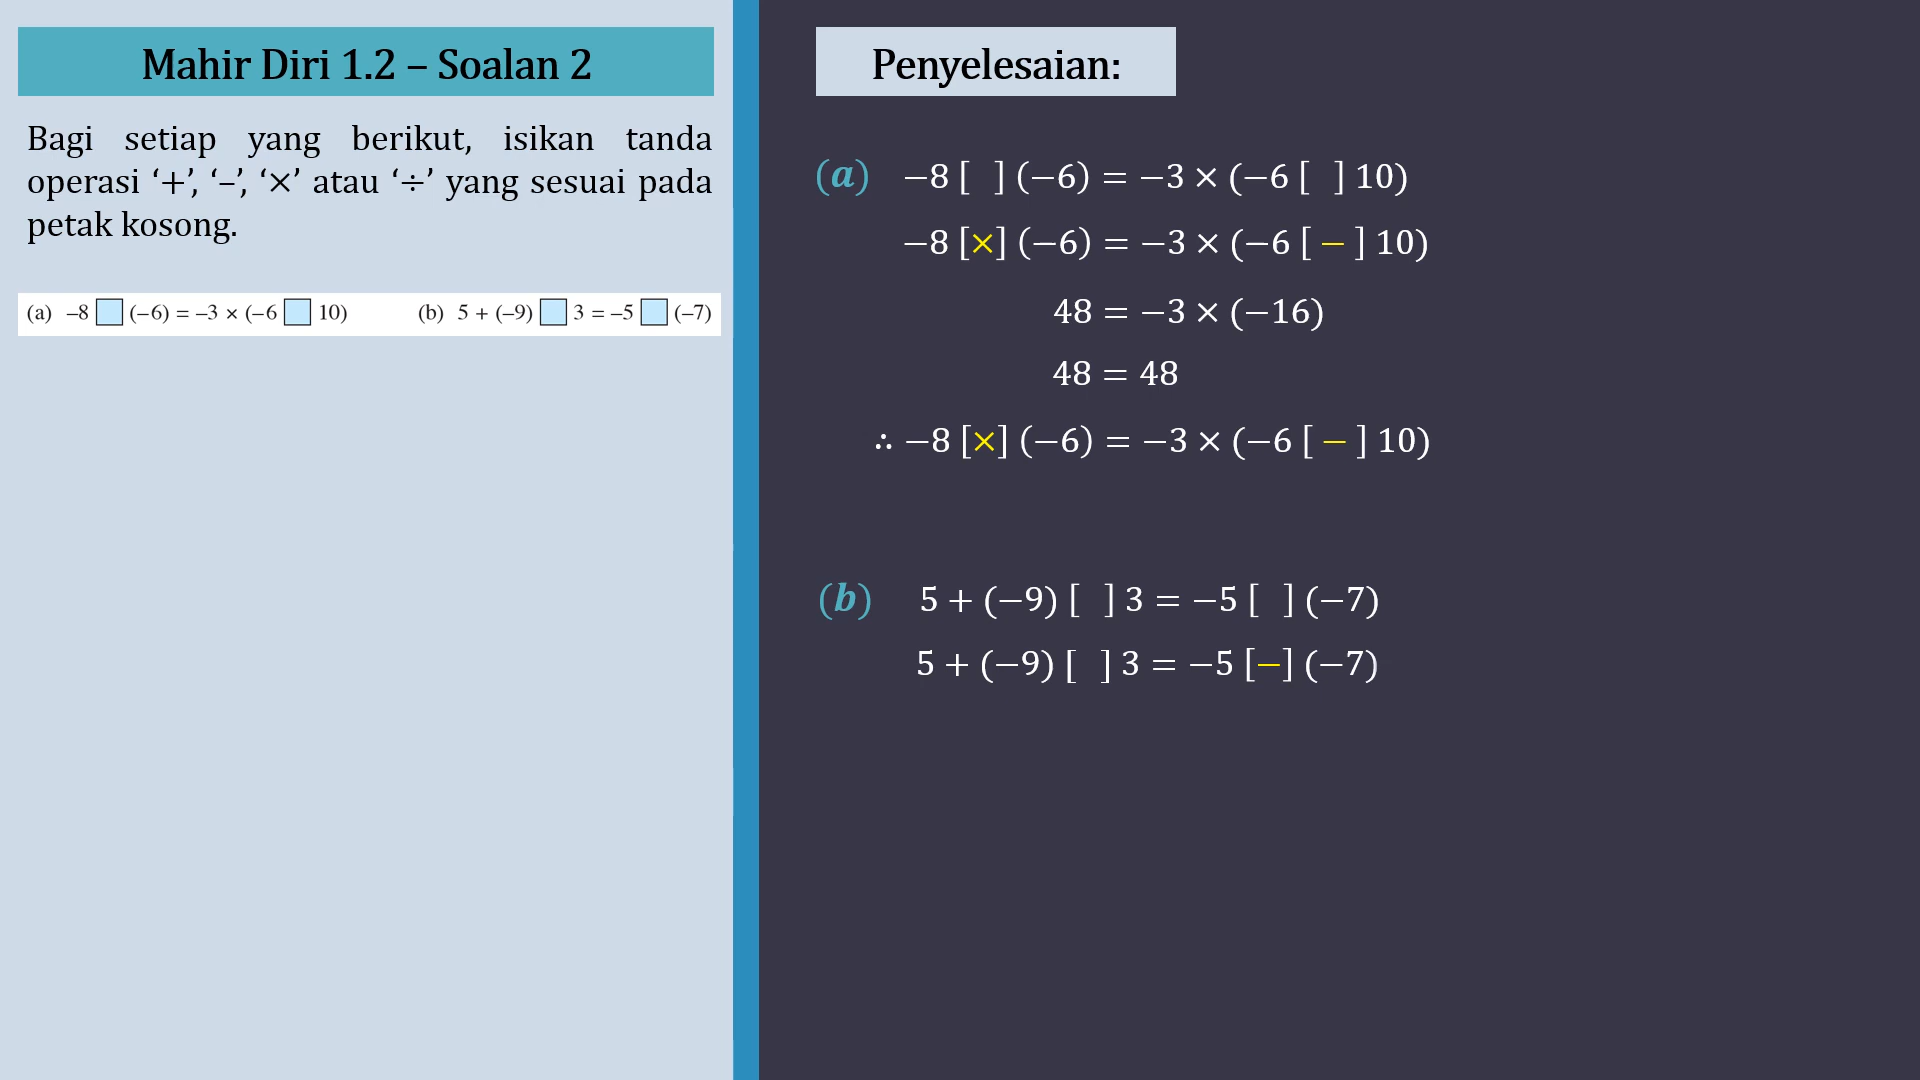 Mahir Diri 1.2 – Soalan 2
Bagi setiap yang berikut, isikan tanda
operasi ‘+’, ‘–’, ‘×’ atau ‘÷’ yang sesuai pada
petak kosong.
(a) –8 □ (–6) = –3 × (–6 □ 10) (b) 5 + (–9) □ 3 = –5 □ (–7)
Penyelesaian:
(a) −8 [ ] (−6) = −3 × (−6 [ ] 10)
−8 [×] (−6) = −3 × (−6 [ − ] 10)
48 = −3 × (−16)
48 = 48
∴ −8 [×] (−6) = −3 × (−6 [ − ] 10)
(b) 5 + (−9) [ ] 3 = −5 [ ] (−7)
5 + (−9) [ ] 3 = −5 [−] (−7)